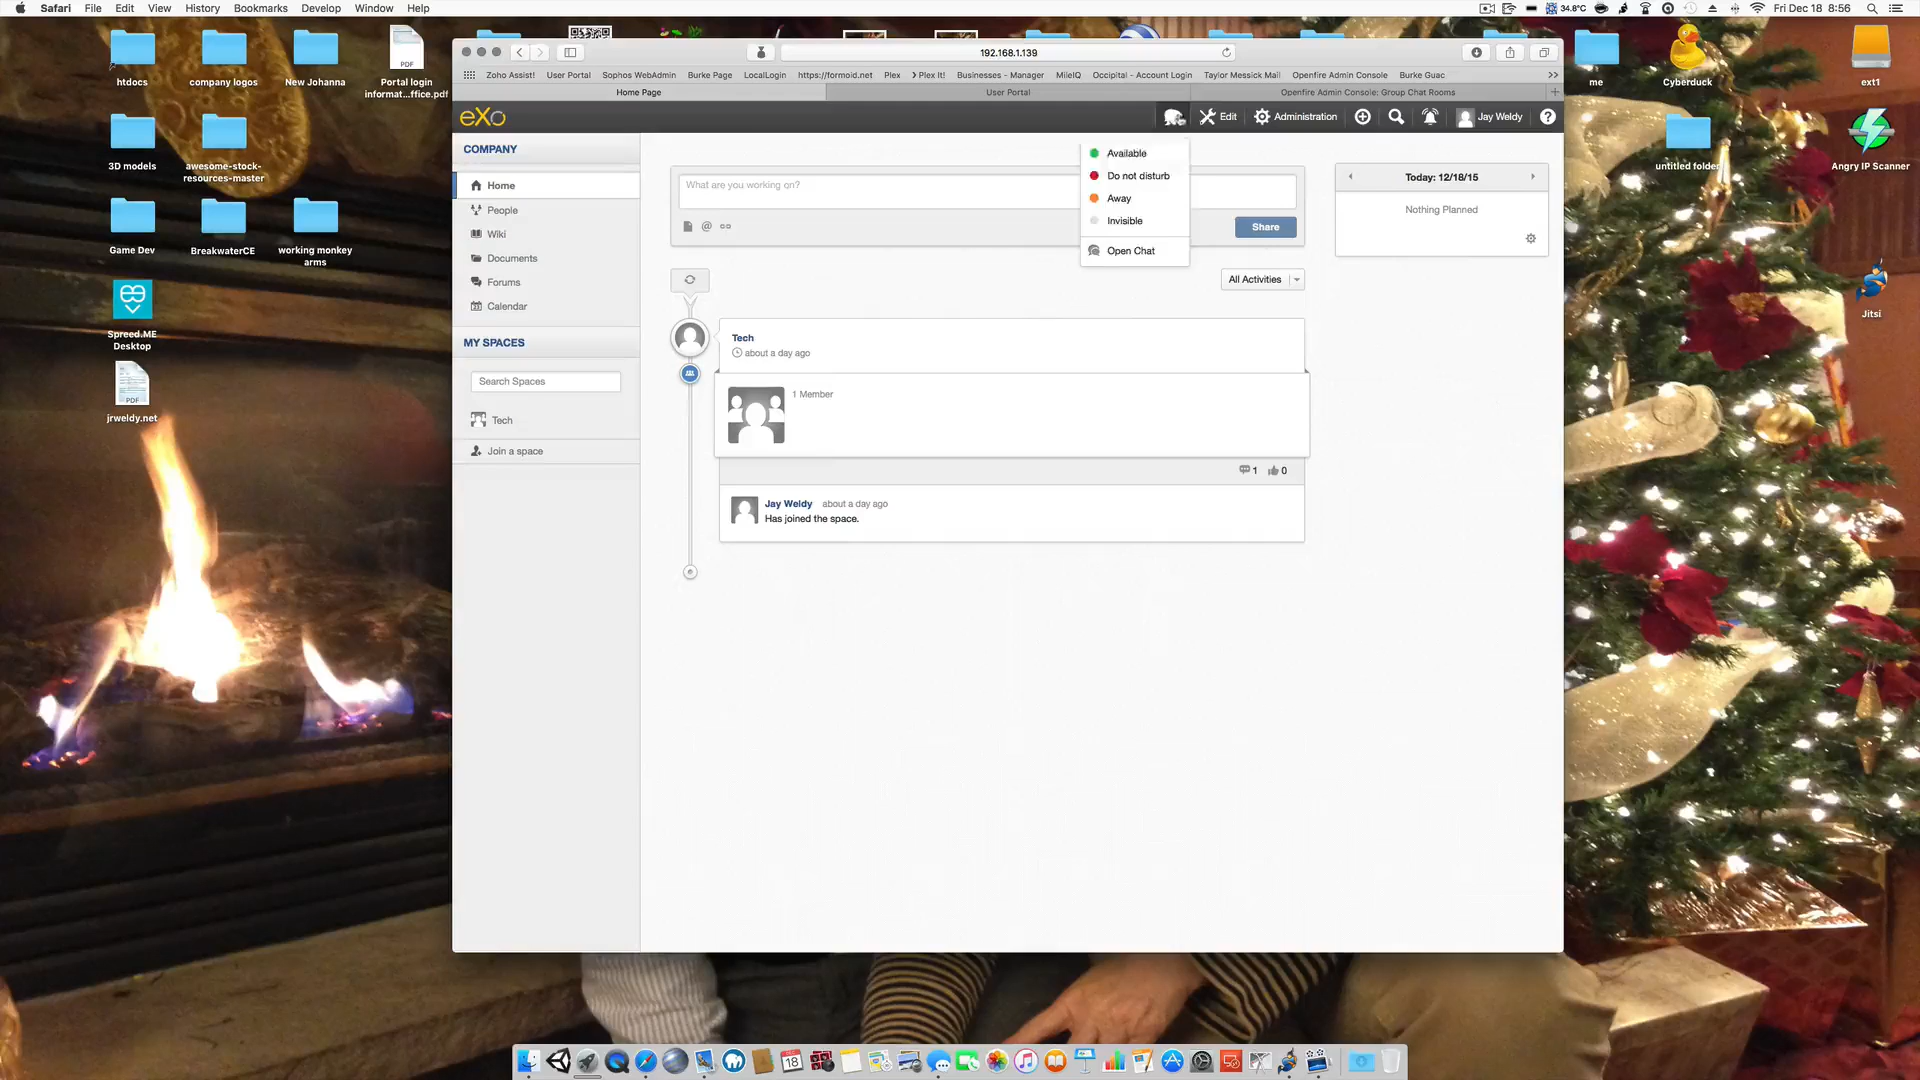 Safari File Edit View History Bookmarks Develop Window Help
34.8°C Fri Dec 18 8:56
htdocs
company logos
New Johanna
PDF
Portal login
informat...ffice.pdf
3D models
awesome-stock-
resources-master
Game Dev
BreakwaterCE
working monkey
arms
Spreed.ME
Desktop
PDF
jrweldy.net
192.168.1.139
Zoho Assist! User Portal Sophos WebAdmin Burke Page LocalLogin https://formoid.net Plex > Plex It! Businesses - Manager MileIQ Occipital - Account Login Taylor Messick Mail Openfire Admin Console Burke Guac >>
Home Page User Portal Openfire Admin Console: Group Chat Rooms +
eXo
Edit Administration Jay Weldy ?
COMPANY
Home
People
Wiki
Documents
Forums
Calendar
MY SPACES
Search Spaces
Tech
Join a space
What are you working on?
@
Share
Available
Do not disturb
Away
Invisible
Open Chat
All Activities
Today: 12/18/15
Nothing Planned
Tech
about a day ago
1 Member
1 0
Jay Weldy about a day ago
Has joined the space.
me
Cyberduck
ext1
untitled folder
Angry IP Scanner
Jitsi
18